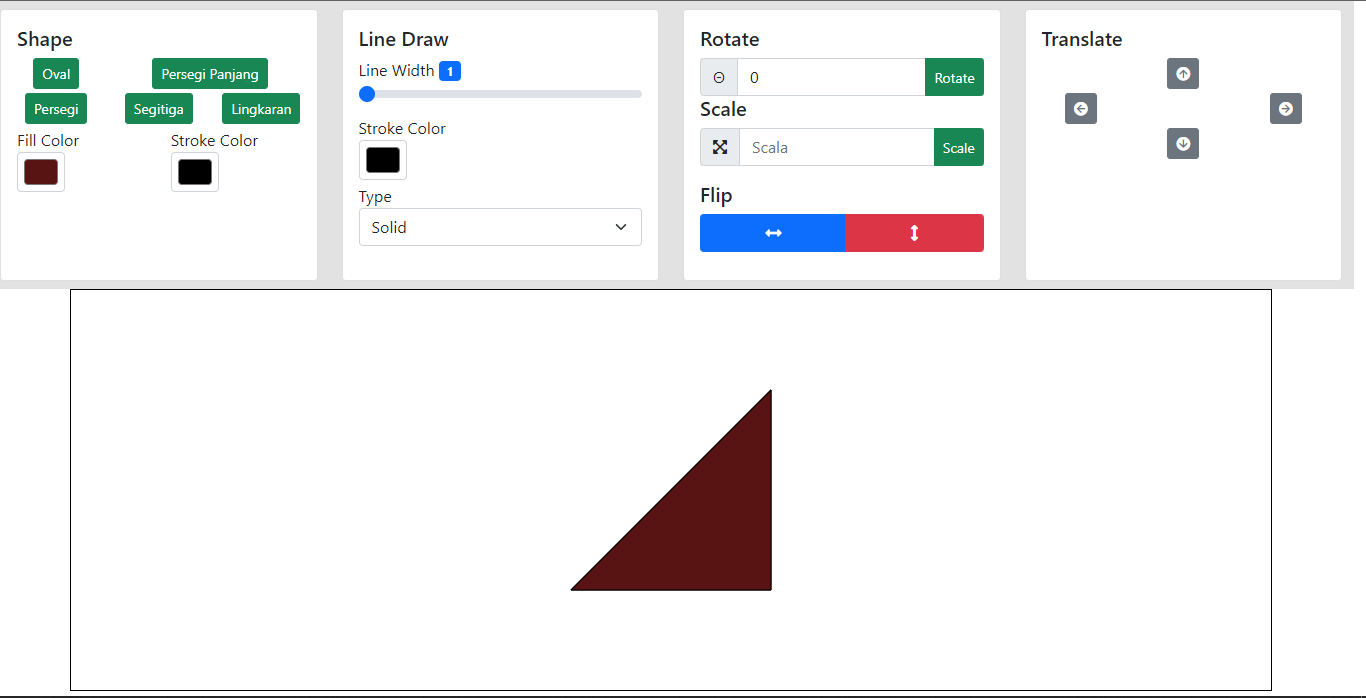 Shape
Oval
Persegi Panjang
Persegi
Segitiga
Lingkaran
Fill Color
Stroke Color
Line Draw
Line Width 1
Stroke Color
Type
Solid
Rotate
0
Rotate
Scale
Scala
Scale
Flip
Translate